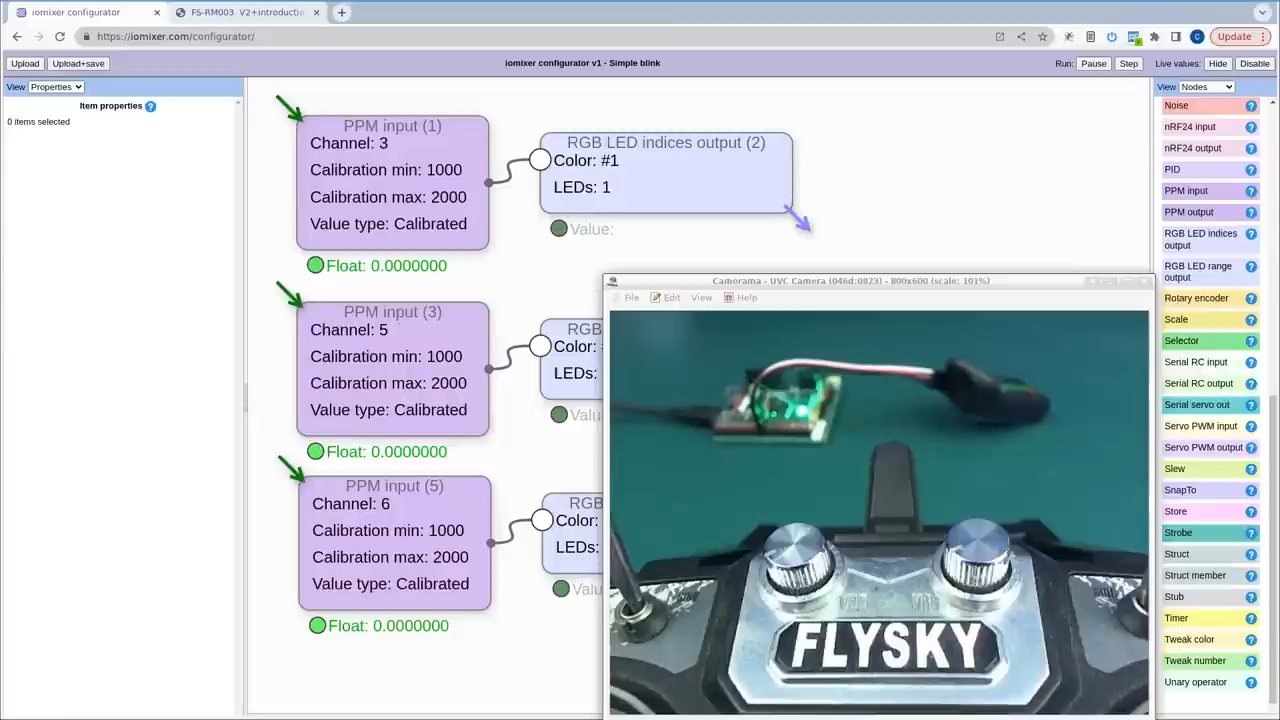 iomixer configurator
FS-RM003 V2+introductio
https://iomixer.com/configurator/
C
Update
Upload
Upload+save
iomixer configurator v1 - Simple blink
Run:
Pause
Step
Live values:
Hide
Disable
View
Properties
Item properties ?
0 items selected
PPM input (1)
Channel: 3
Calibration min: 1000
Calibration max: 2000
Value type: Calibrated
Float: 0.0000000
RGB LED indices output (2)
Color: #1
LEDs: 1
Value:
PPM input (3)
Channel: 5
Calibration min: 1000
Calibration max: 2000
Value type: Calibrated
Float: 0.0000000
RGB
Color:
LEDs:
Valu
PPM input (5)
Channel: 6
Calibration min: 1000
Calibration max: 2000
Value type: Calibrated
Float: 0.0000000
RGB
Color:
LEDs:
Valu
Camorama - UVC Camera (046d:0823) - 800x600 (scale: 101%)
File
Edit
View
Help
FLYSKY
View
Nodes
Noise ?
nRF24 input ?
nRF24 output ?
PID ?
PPM input ?
PPM output ?
RGB LED indices
output ?
RGB LED range
output ?
Rotary encoder ?
Scale ?
Selector ?
Serial RC input ?
Serial RC output ?
Serial servo out ?
Servo PWM input ?
Servo PWM output ?
Slew ?
SnapTo ?
Store ?
Strobe ?
Struct ?
Struct member ?
Stub ?
Timer ?
Tweak color ?
Tweak number ?
Unary operator ?